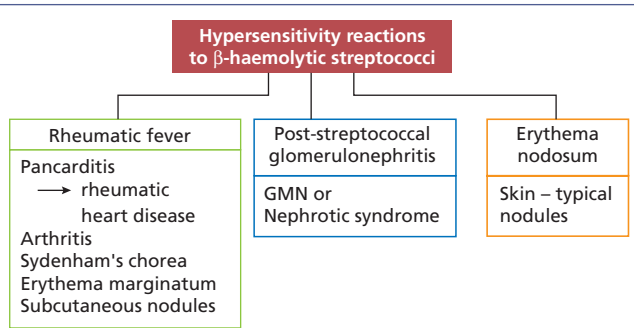 Hypersensitivity reactions
to β-haemolytic streptococci
Rheumatic fever
Pancarditis
→ rheumatic
heart disease
Arthritis
Sydenham's chorea
Erythema marginatum
Subcutaneous nodules
Post-streptococcal
glomerulonephritis
GMN or
Nephrotic syndrome
Erythema
nodosum
Skin – typical
nodules